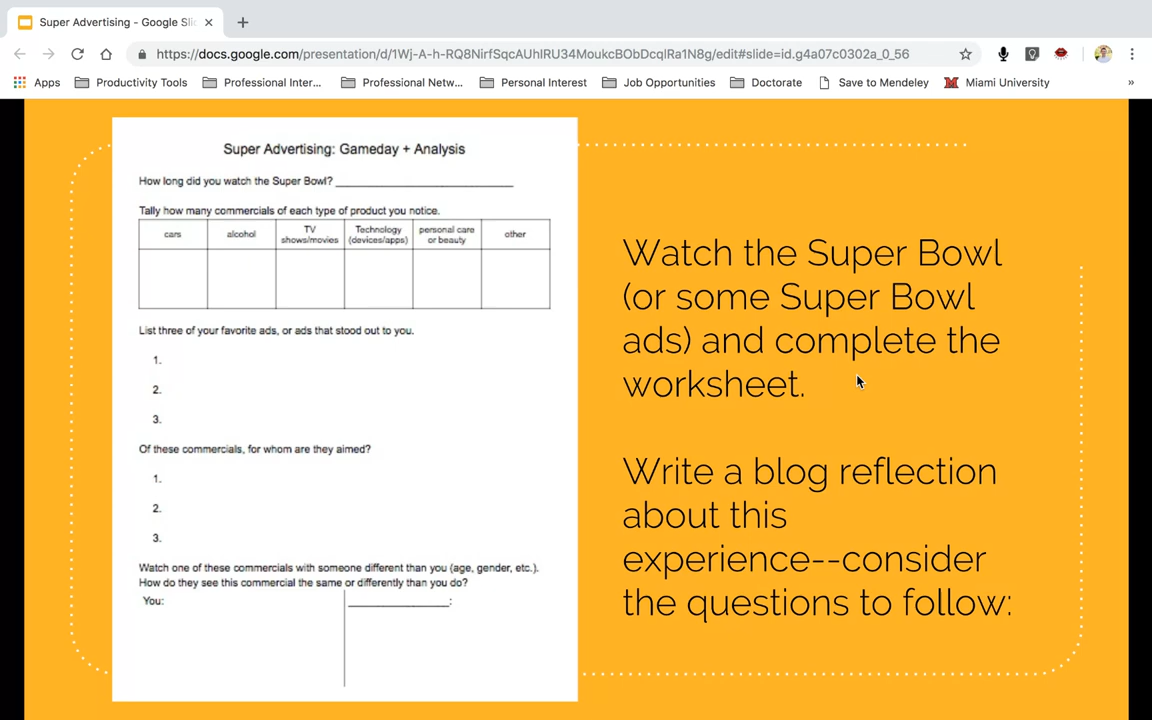 Super Advertising - Google Slid
https://docs.google.com/presentation/d/1Wj-A-h-RQ8NirfSqcAUhIRU34MoukcBObDcqlRa1N8g/edit#slide=id.g4a07c0302a_0_56
Apps Productivity Tools Professional Inter... Professional Netw... Personal Interest Job Opportunities Doctorate Save to Mendeley Miami University »
Super Advertising: Gameday + Analysis
How long did you watch the Super Bowl? ____________________
Tally how many commercials of each type of product you notice.
cars alcohol TV shows/movies Technology (devices/apps) personal care or beauty other
List three of your favorite ads, or ads that stood out to you.
1.
2.
3.
Of these commercials, for whom are they aimed?
1.
2.
3.
Watch one of these commercials with someone different than you (age, gender, etc.).
How do they see this commercial the same or differently than you do?
You: ______________:
Watch the Super Bowl
(or some Super Bowl
ads) and complete the
worksheet.
Write a blog reflection
about this
experience--consider
the questions to follow: